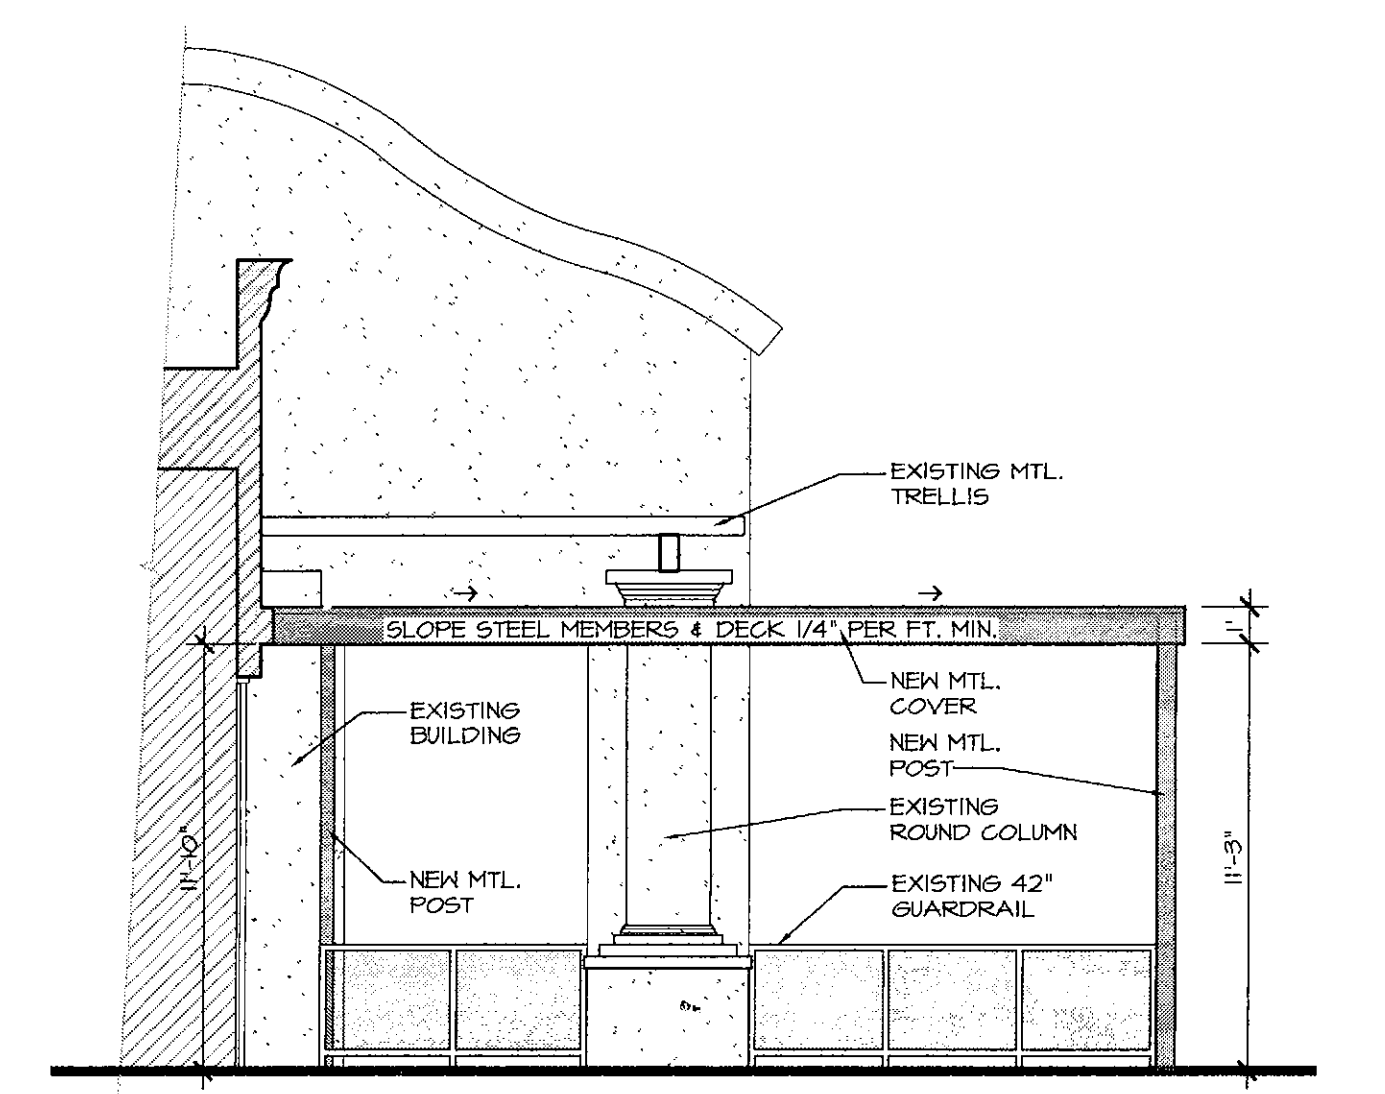 EXISTING MTL.
TRELLIS
SLOPE STEEL MEMBERS & DECK 1/4" PER FT. MIN.
1'
NEW MTL.
COVER
EXISTING
BUILDING
NEW MTL.
POST
EXISTING
ROUND COLUMN
11'-10"
11'-3"
NEW MTL.
POST
EXISTING 42"
GUARDRAIL